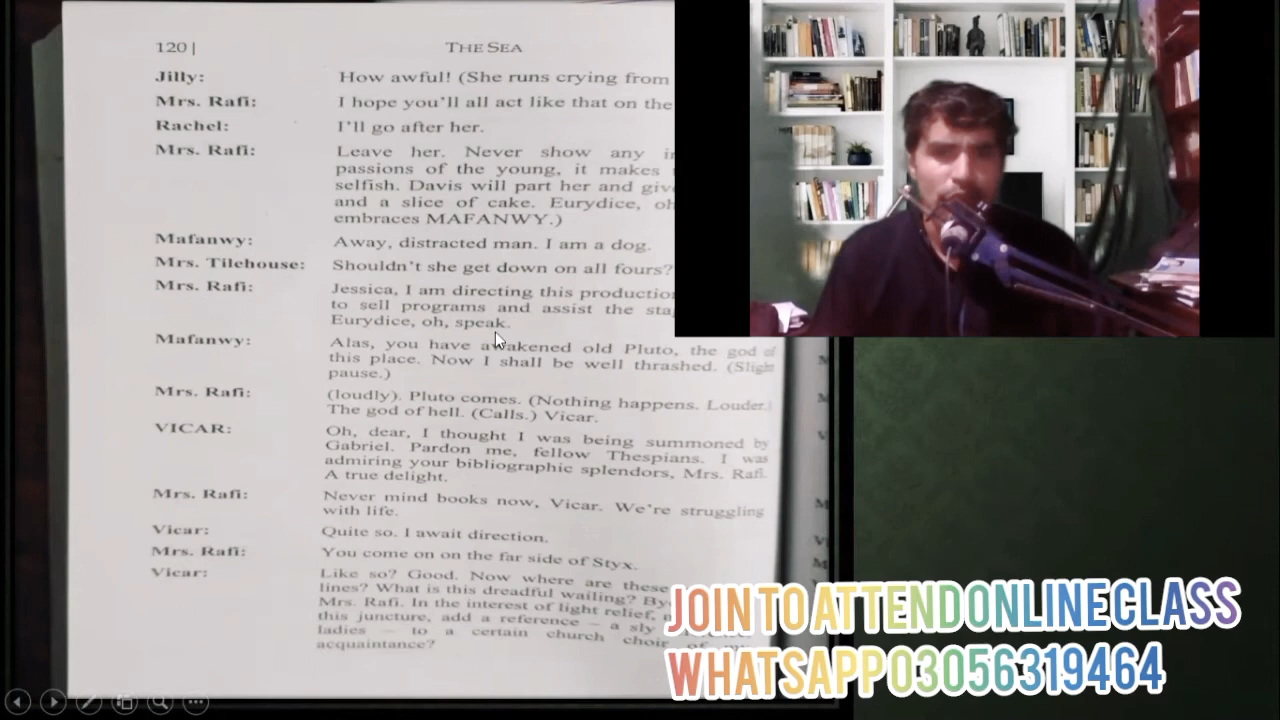 120 | THE SEA
Jilly: How awful! (She runs crying from
Mrs. Rafi: I hope you'll all act like that on the
Rachel: I'll go after her.
Mrs. Rafi: Leave her. Never show any
passions of the young, it makes
selfish. Davis will part her and
and a slice of cake. Eurydice,
embraces MAFANWY.)
Mafanwy: Away, distracted man. I am a dog.
Mrs. Tilehouse: Shouldn't she get down on all fours?
Mrs. Rafi: Jessica, I am directing this
to sell programs and assist the
Eurydice, oh, speak.
Mafanwy: Alas, you have awakened old Pluto, the god of
this place. Now I shall be well thrashed. (Slight
pause.)
Mrs. Rafi: (loudly). Pluto comes. (Nothing happens. Louder.)
The god of hell. (Calls.) Vicar.
VICAR: Oh, dear, I thought I was being summoned by
Gabriel. Pardon me, fellow Thespians. I was
admiring your bibliographic splendors, Mrs. Rafi.
A true delight.
Mrs. Rafi: Never mind books now, Vicar. We're struggling
with life.
Vicar: Quite so. I await direction.
Mrs. Rafi: You come on on the far side of Styx.
Vicar: Like so? Good. Now where are these
lines? What is this dreadful wailing?
Mrs. Rafi. In the interest of light relief,
this juncture, add a reference – a sly
ladies – to a certain church choir of
acquaintance?
JOIN TO ATTEND ONLINE CLASS
WHATSAPP 03056319464